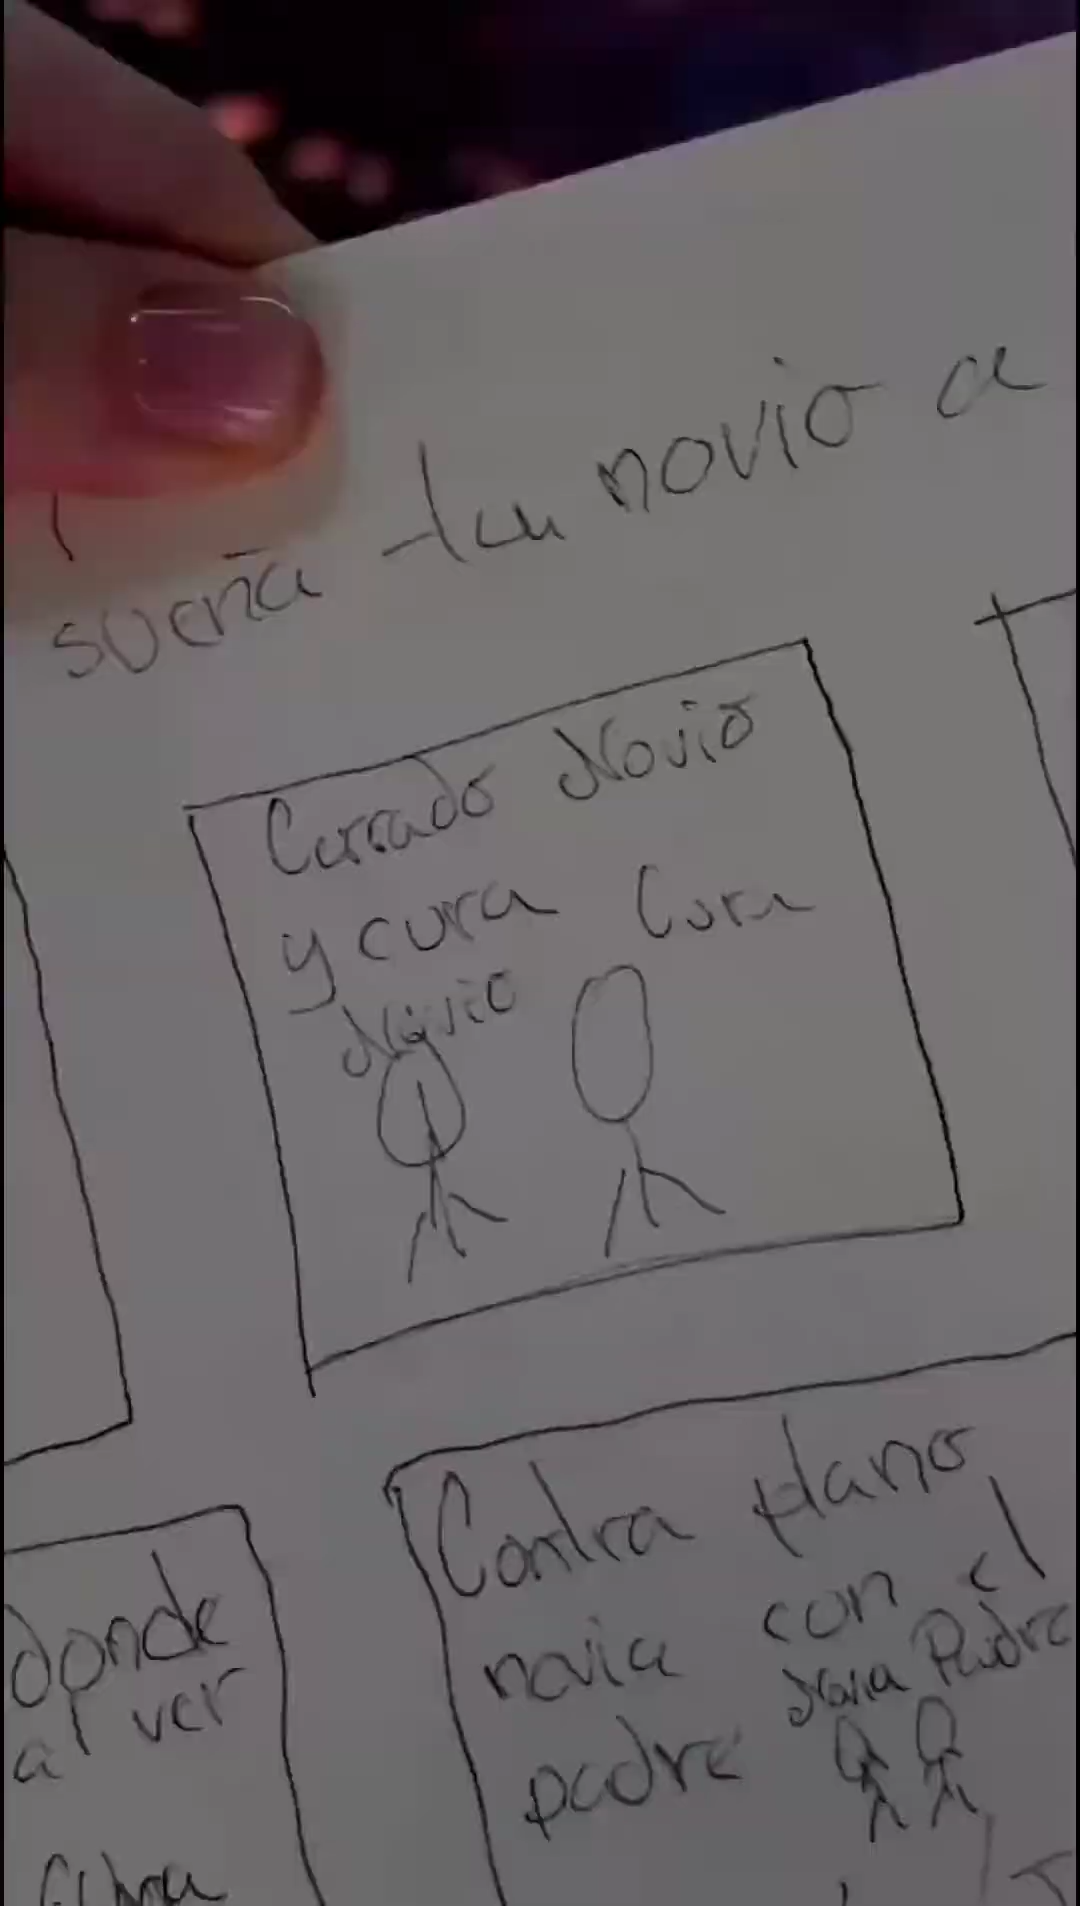 sueña tu novio a
Cerrado Novio
y cura Cura
Novio
Contra Plano
novia con el
padre Novia Padre
donde
al ver
a